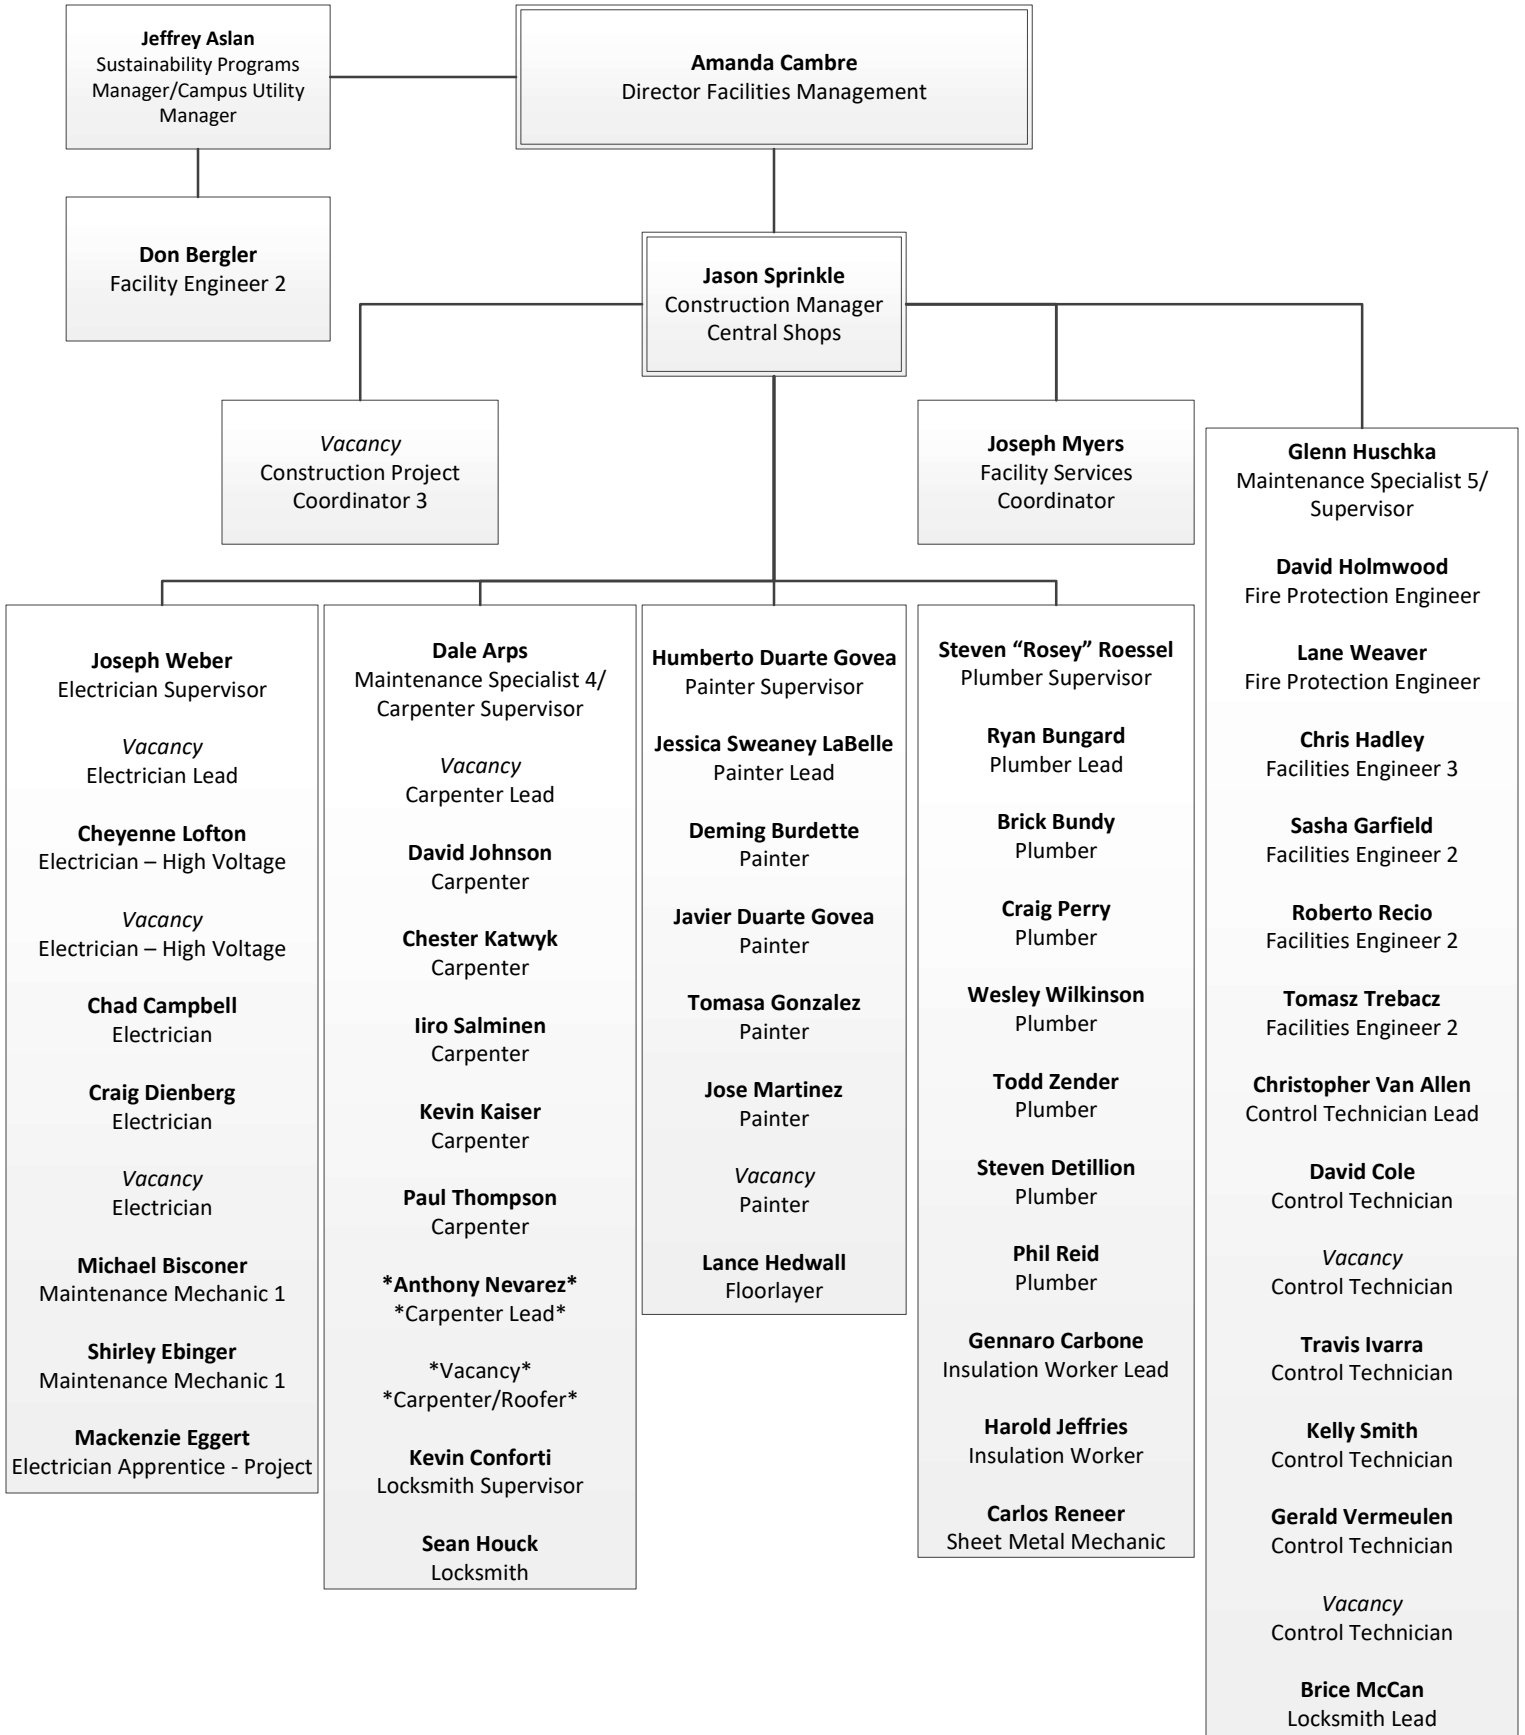 Jeffrey Aslan
Sustainability Programs
Manager/Campus Utility
Manager
Amanda Cambre
Director Facilities Management
Don Bergler
Facility Engineer 2
Jason Sprinkle
Construction Manager
Central Shops
Vacancy
Construction Project
Coordinator 3
Joseph Myers
Facility Services
Coordinator
Joseph Weber
Electrician Supervisor
Vacancy
Electrician Lead
Cheyenne Lofton
Electrician – High Voltage
Vacancy
Electrician – High Voltage
Chad Campbell
Electrician
Craig Dienberg
Electrician
Vacancy
Electrician
Michael Bisconer
Maintenance Mechanic 1
Shirley Ebinger
Maintenance Mechanic 1
Mackenzie Eggert
Electrician Apprentice - Project
Dale Arps
Maintenance Specialist 4/
Carpenter Supervisor
Vacancy
Carpenter Lead
David Johnson
Carpenter
Chester Katwyk
Carpenter
Iiro Salminen
Carpenter
Kevin Kaiser
Carpenter
Paul Thompson
Carpenter
*Anthony Nevarez*
*Carpenter Lead*
*Vacancy*
*Carpenter/Roofer*
Kevin Conforti
Locksmith Supervisor
Sean Houck
Locksmith
Humberto Duarte Govea
Painter Supervisor
Jessica Sweaney LaBelle
Painter Lead
Deming Burdette
Painter
Javier Duarte Govea
Painter
Tomasa Gonzalez
Painter
Jose Martinez
Painter
Vacancy
Painter
Lance Hedwall
Floorlayer
Steven “Rosey” Roessel
Plumber Supervisor
Ryan Bungard
Plumber Lead
Brick Bundy
Plumber
Craig Perry
Plumber
Wesley Wilkinson
Plumber
Todd Zender
Plumber
Steven Detillion
Plumber
Phil Reid
Plumber
Gennaro Carbone
Insulation Worker Lead
Harold Jeffries
Insulation Worker
Carlos Reneer
Sheet Metal Mechanic
Glenn Huschka
Maintenance Specialist 5/
Supervisor
David Holmwood
Fire Protection Engineer
Lane Weaver
Fire Protection Engineer
Chris Hadley
Facilities Engineer 3
Sasha Garfield
Facilities Engineer 2
Roberto Recio
Facilities Engineer 2
Tomasz Trebacz
Facilities Engineer 2
Christopher Van Allen
Control Technician Lead
David Cole
Control Technician
Vacancy
Control Technician
Travis Ivarra
Control Technician
Kelly Smith
Control Technician
Gerald Vermeulen
Control Technician
Vacancy
Control Technician
Brice McCan
Locksmith Lead